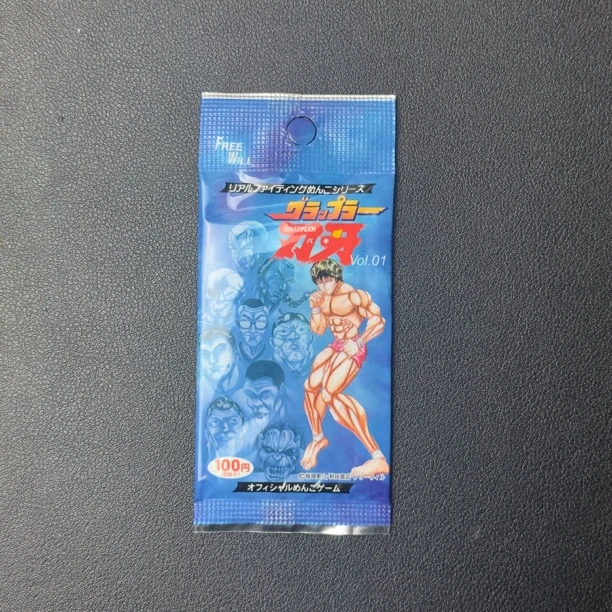 FREE
WILL
リアルファイティングめんこシリーズ
グラップラー
GRAPPLER
刃牙
バキ
Vol.01
100円
オフィシャルめんこゲーム